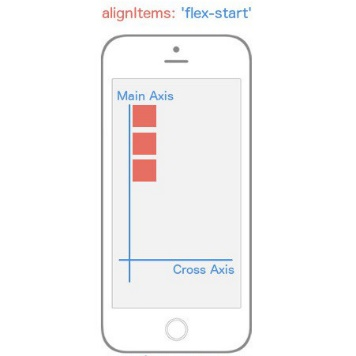 alignItems: 'flex-start'
Main Axis
Cross Axis